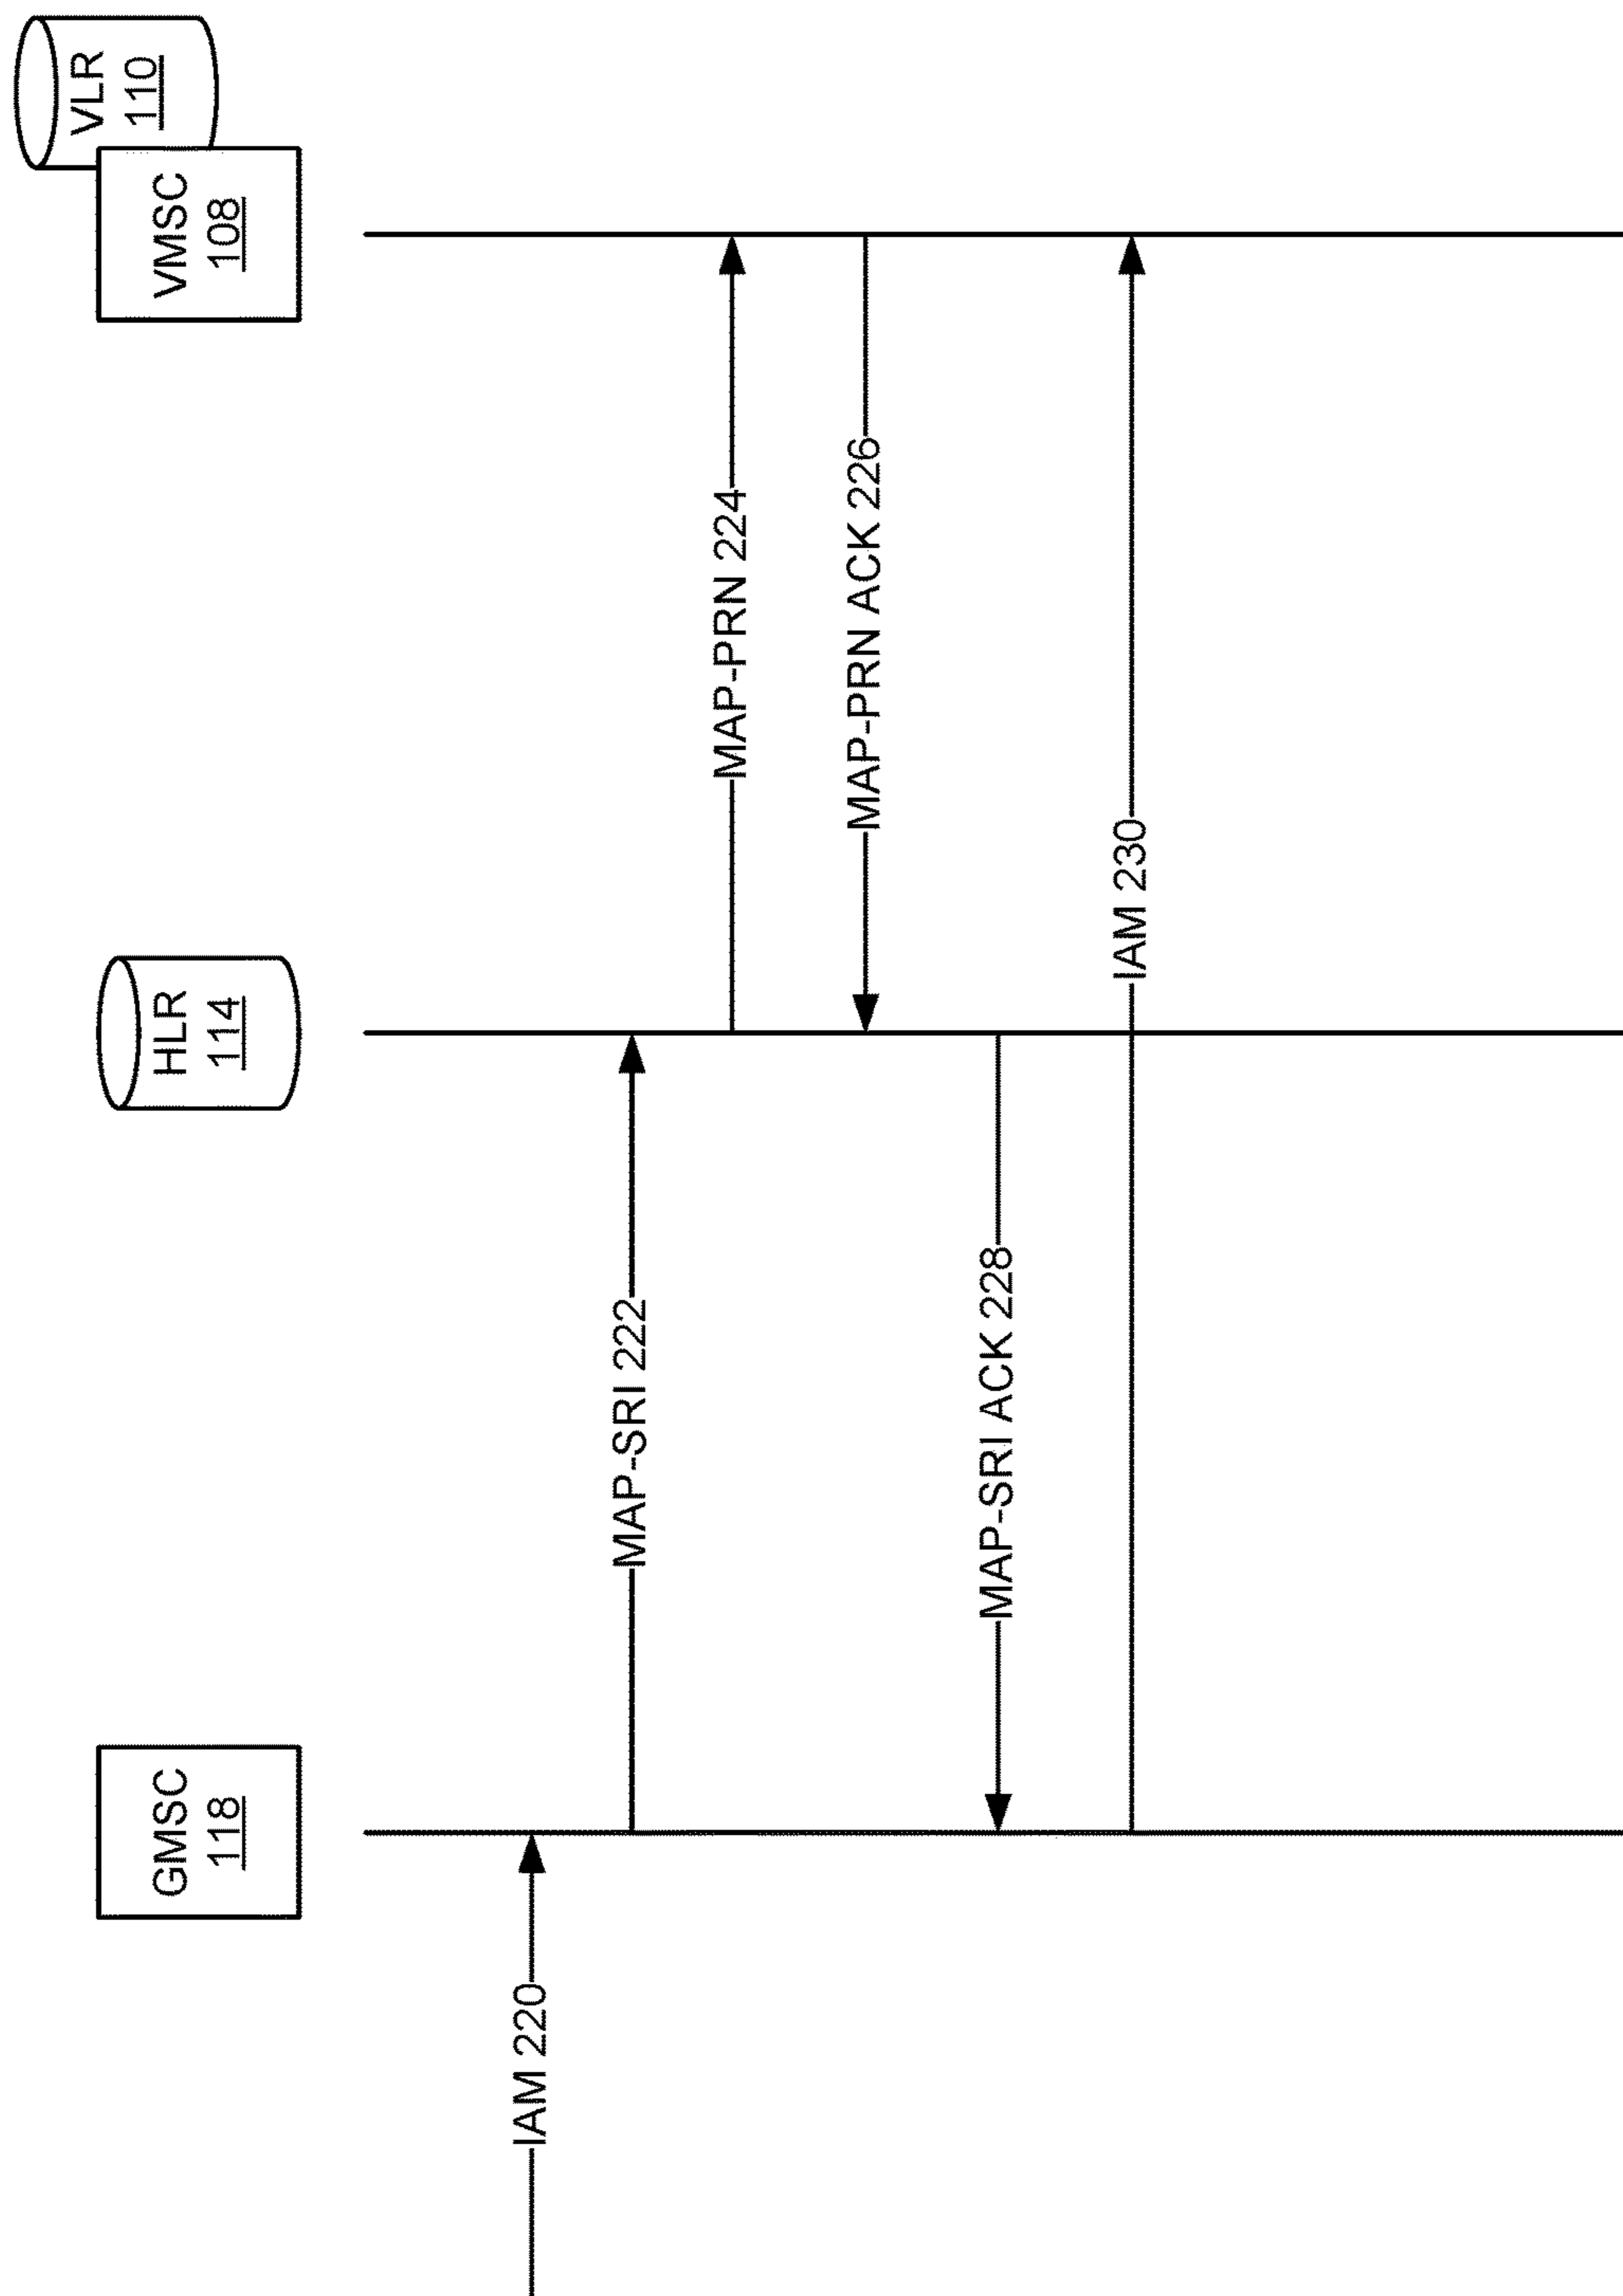 GMSC
118
HLR
114
VMSC
108
VLR
110
IAM 220
MAP-SRI 222
MAP-PRN 224
MAP-PRN ACK 226
MAP-SRI ACK 228
IAM 230